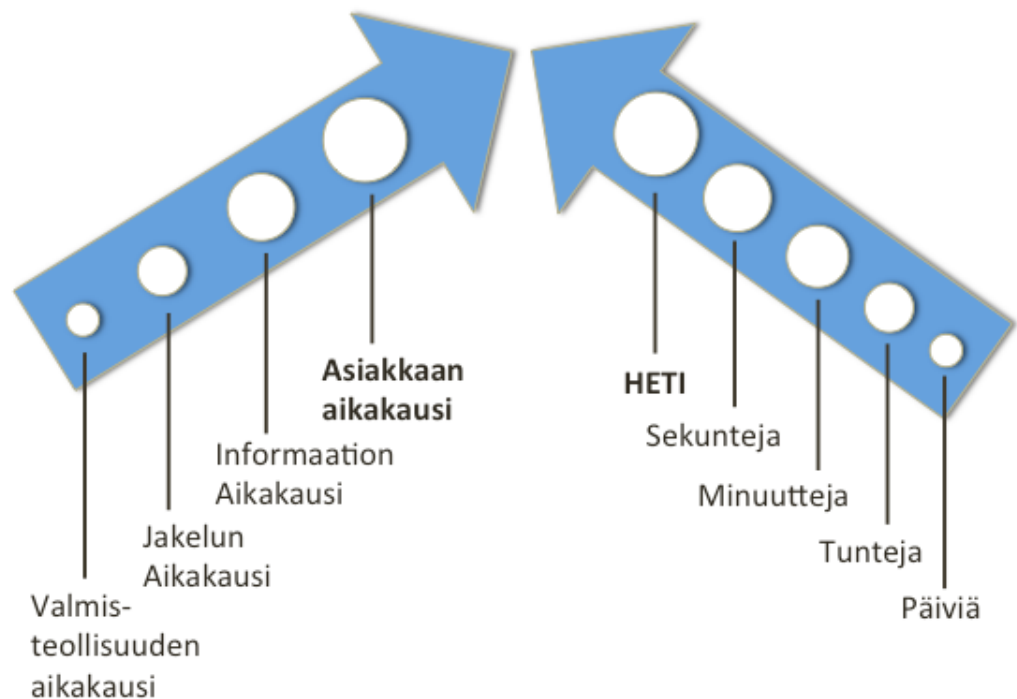 Asiakkaan
aikakausi
Informaation
Aikakausi
Jakelun
Aikakausi
Valmis-
teollisuuden
aikakausi
HETI
Sekunteja
Minuutteja
Tunteja
Päiviä